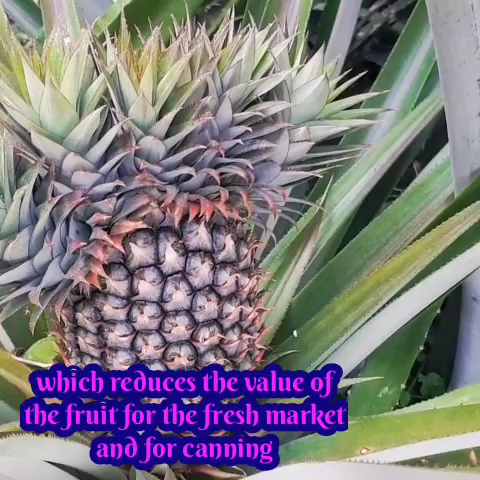 which reduces the value of
the fruit for the fresh market
and for canning